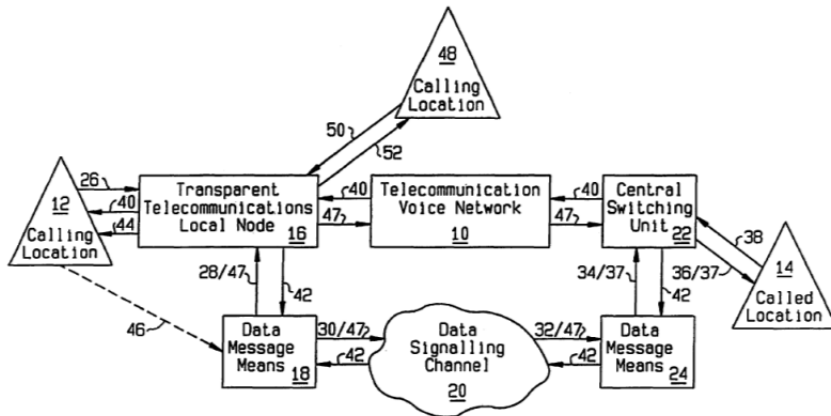 48
Calling
Location
50
52
12
Calling
Location
26
40
44
Transparent
Telecommunications
Local Node
16
40
47
Telecommunication
Voice Network
10
40
47
Central
Switching
Unit
22
38
36/37
14
Called
Location
28/47
42
34/37
42
46
Data
Message
Means
18
30/47
42
Data
Signalling
Channel
20
32/47
42
Data
Message
Means
24